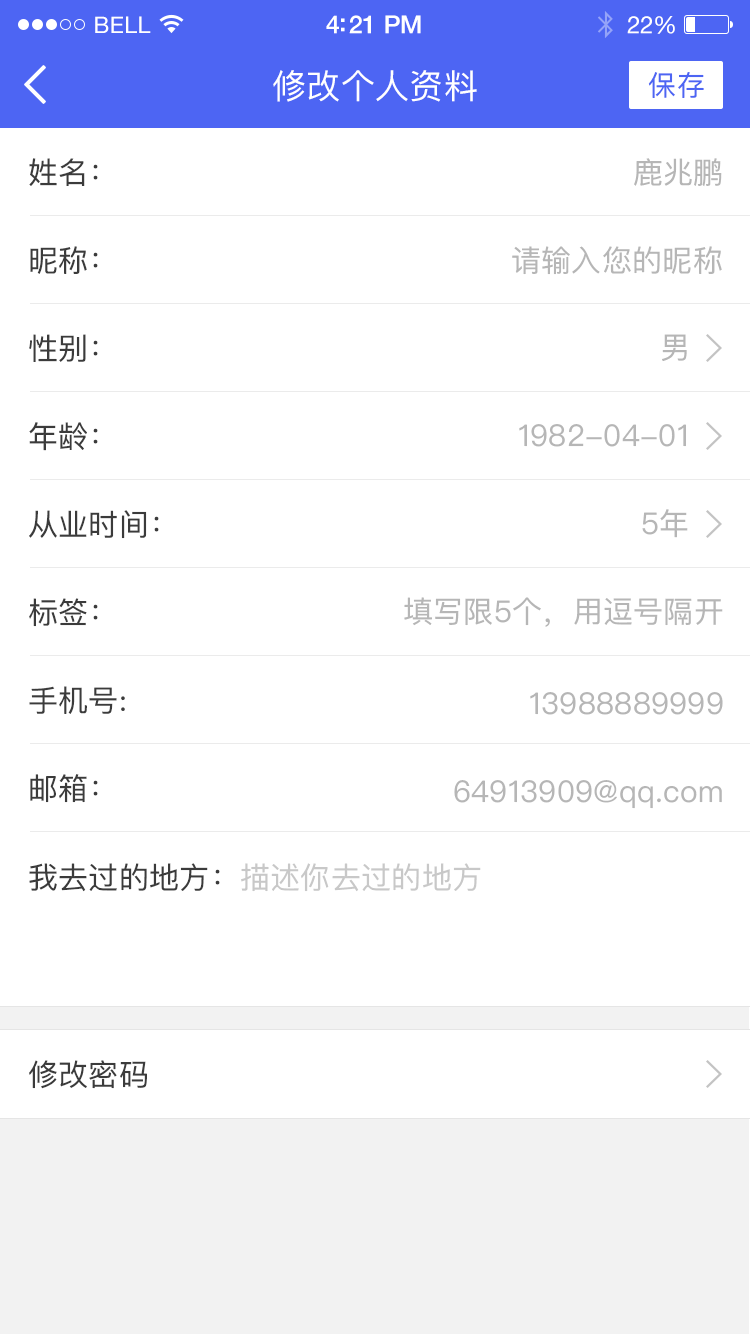 BELL 4:21 PM 22%
修改个人资料 保存
姓名： 鹿兆鹏
昵称： 请输入您的昵称
性别： 男
年龄： 1982-04-01
从业时间： 5年
标签： 填写限5个，用逗号隔开
手机号: 13988889999
邮箱： 64913909@qq.com
我去过的地方： 描述你去过的地方
修改密码